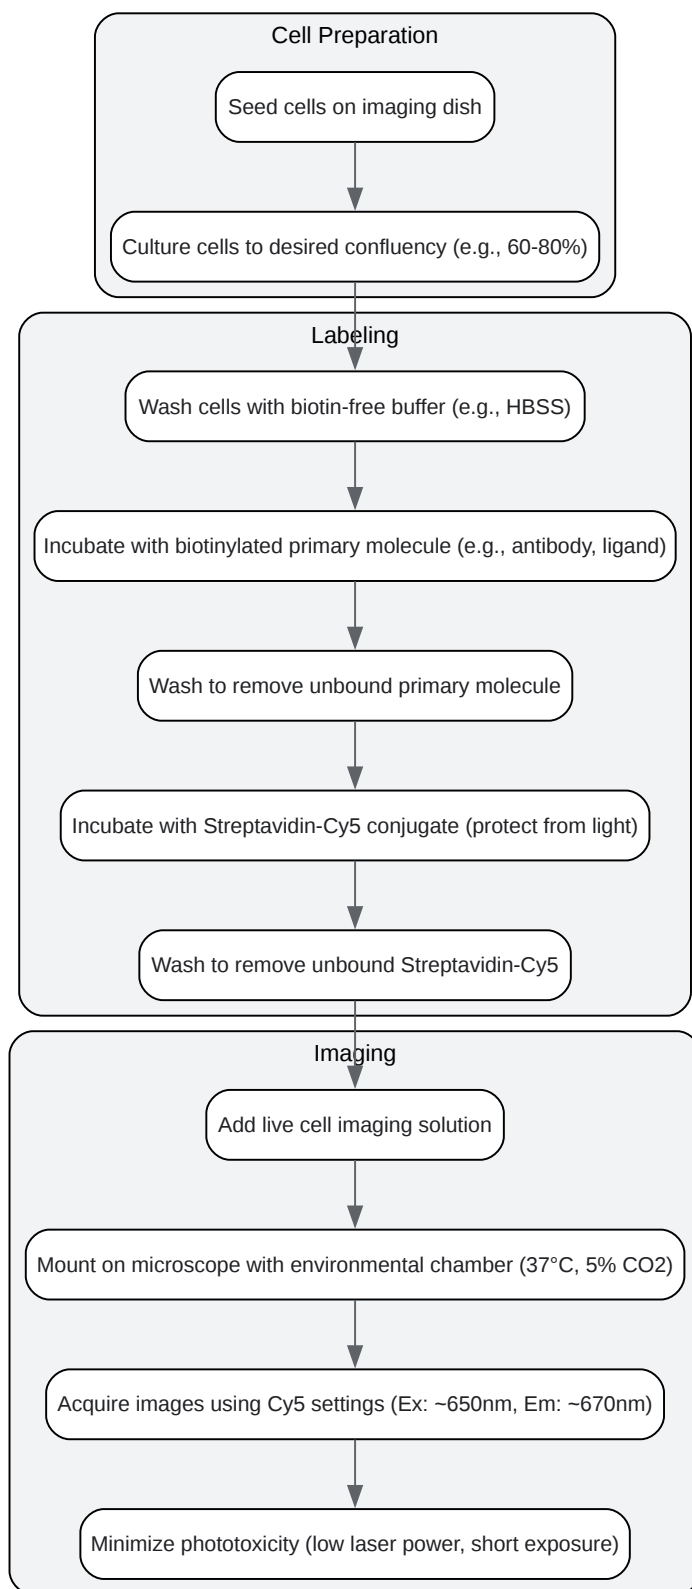 Cell Preparation
Seed cells on imaging dish
Culture cells to desired confluency (e.g., 60-80%)
Labeling
Wash cells with biotin-free buffer (e.g., HBSS)
Incubate with biotinylated primary molecule (e.g., antibody, ligand)
Wash to remove unbound primary molecule
Incubate with Streptavidin-Cy5 conjugate (protect from light)
Wash to remove unbound Streptavidin-Cy5
Imaging
Add live cell imaging solution
Mount on microscope with environmental chamber (37°C, 5% CO2)
Acquire images using Cy5 settings (Ex: ~650nm, Em: ~670nm)
Minimize phototoxicity (low laser power, short exposure)